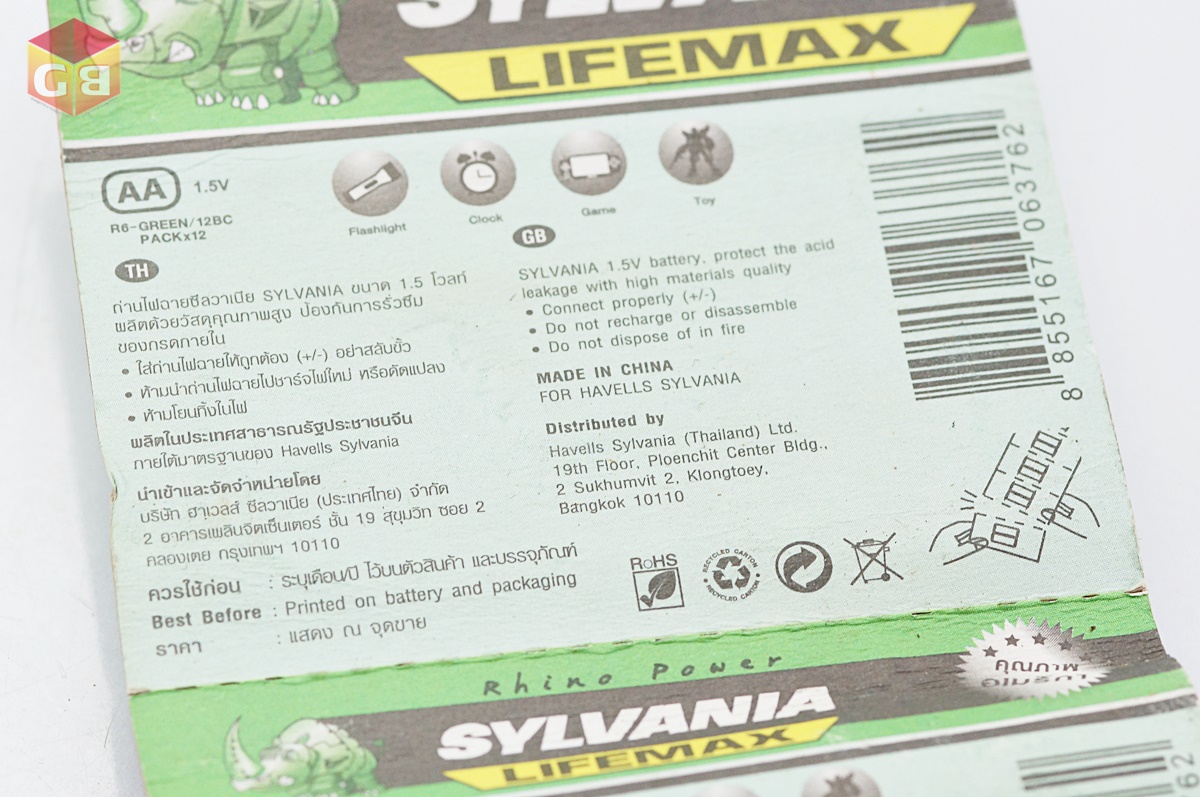 GB
SYLVANIA
LIFEMAX
AA 1.5V
R6-GREEN/12BC
PACKx12
Flashlight
Clock
Game
Toy
TH
ถ่านไฟฉายซีลวาเนีย SYLVANIA ขนาด 1.5 โวลท์
ผลิตด้วยวัสดุคุณภาพสูง ป้องกันการรั่วซึม
ของกรดภายใน
• ใส่ถ่านไฟฉายให้ถูกต้อง (+/-) อย่าสลับขั้ว
• ห้ามนำถ่านไฟฉายไปชาร์จไฟใหม่ หรือดัดแปลง
• ห้ามโยนทิ้งในไฟ
ผลิตในประเทศสาธารณรัฐประชาชนจีน
ภายใต้มาตรฐานของ Havells Sylvania
นำเข้าและจัดจำหน่ายโดย
บริษัท ฮาเวลส์ ซีลวาเนีย (ประเทศไทย) จำกัด
2 อาคารเพลินจิตเซ็นเตอร์ ชั้น 19 สุขุมวิท ซอย 2
คลองเตย กรุงเทพฯ 10110
ควรใช้ก่อน : ระบุเดือน/ปี ไว้บนตัวสินค้า และบรรจุภัณฑ์
Best Before : Printed on battery and packaging
ราคา : แสดง ณ จุดขาย
GB
SYLVANIA 1.5V battery, protect the acid
leakage with high materials quality
• Connect properly (+/-)
• Do not recharge or disassemble
• Do not dispose of in fire
MADE IN CHINA
FOR HAVELLS SYLVANIA
Distributed by
Havells Sylvania (Thailand) Ltd.
19th Floor, Ploenchit Center Bldg.,
2 Sukhumvit 2, Klongtoey,
Bangkok 10110
8 855167 063762
RoHS
RECYCLED CARTON
RECYCLED CARTON
Rhino Power
SYLVANIA
LIFEMAX
คุณภาพ
อเมริกา
762